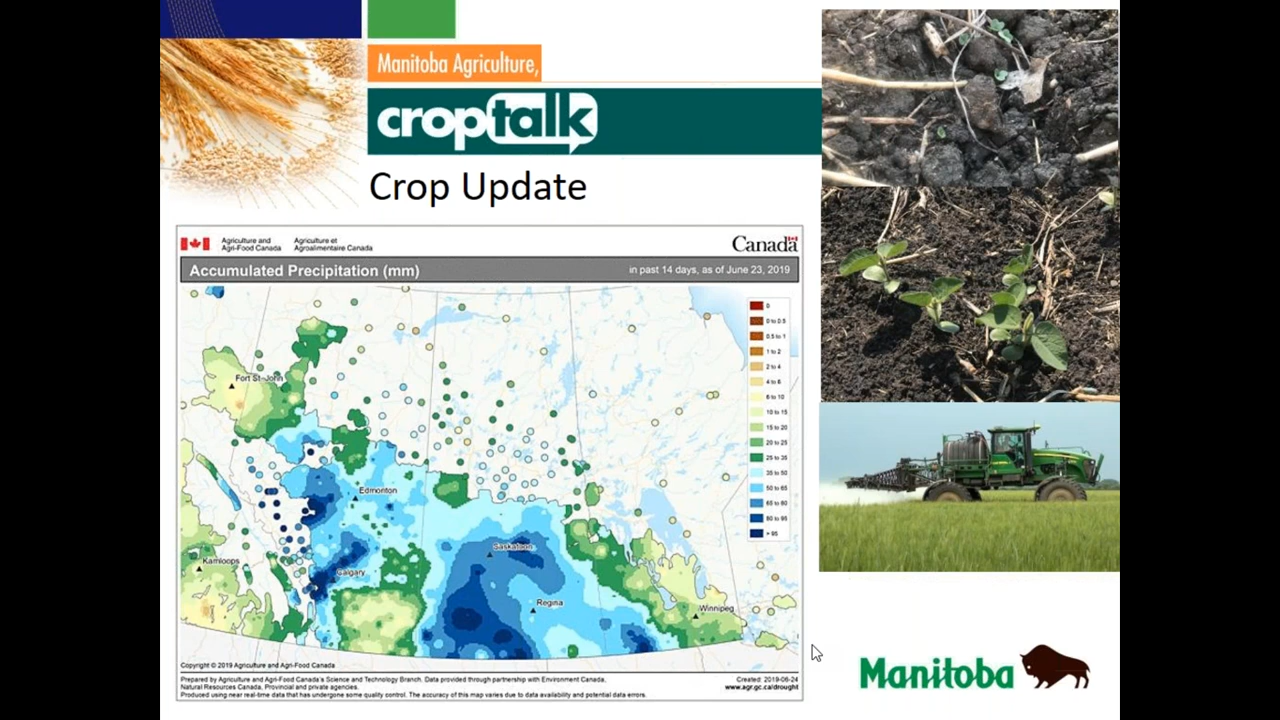 Manitoba Agriculture,
croptalk
Crop Update
Agriculture and Agri-Food Canada
Agriculture et Agroalimentaire Canada
Canada
Accumulated Precipitation (mm)
in past 14 days, as of June 23, 2019
0
0 to 0.5
0.5 to 1
1 to 2
2 to 4
4 to 6
6 to 10
10 to 15
15 to 20
20 to 25
25 to 35
35 to 50
50 to 65
65 to 80
80 to 95
> 95
Fort St. John
Edmonton
Saskatoon
Kamloops
Calgary
Regina
Winnipeg
Copyright © 2019 Agriculture and Agri-Food Canada
Prepared by Agriculture and Agri-Food Canada's Science and Technology Branch. Data provided through partnership with Environment Canada,
Natural Resources Canada, Provincial and private agencies.
Produced using near real-time data that has undergone some quality control. The accuracy of this map varies due to data availability and potential data errors.
Created: 2019-06-24
www.agr.gc.ca/drought
Manitoba